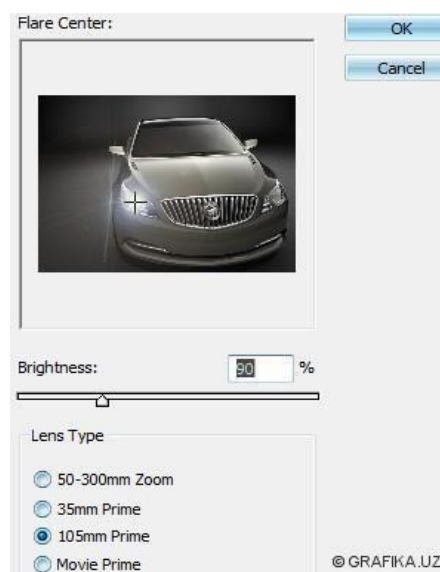 Flare Center:
OK
Cancel
Brightness:
90
%
Lens Type
50-300mm Zoom
35mm Prime
105mm Prime
Movie Prime
© GRAFIKA.UZ